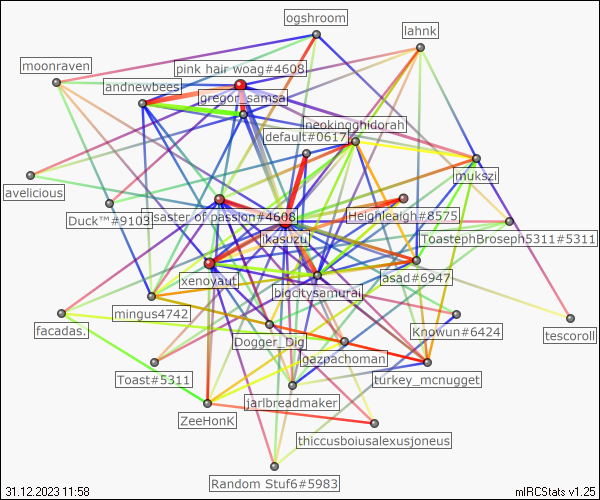 ogshroom
lahnk
moonraven
pink hair woag#4608
andnewbees
gregor_samsa
neokingghidorah
default#0617
mukszi
avelicious
Duck™#9103
disaster of passion#4608
Heighleaigh#8575
ToastephBroseph5311#5311
ikasuzu
xenoyaut
asad#6947
bigcitysamurai
mingus4742
facadas.
Knowun#6424
tescoroll
Dogger_Dig
gazpachoman
Toast#5311
turkey_mcnugget
jarlbreadmaker
ZeeHonK
thiccusboiusalexusjoneus
Random Stuf6#5983
31.12.2023 11:58
mIRCStats v1.25